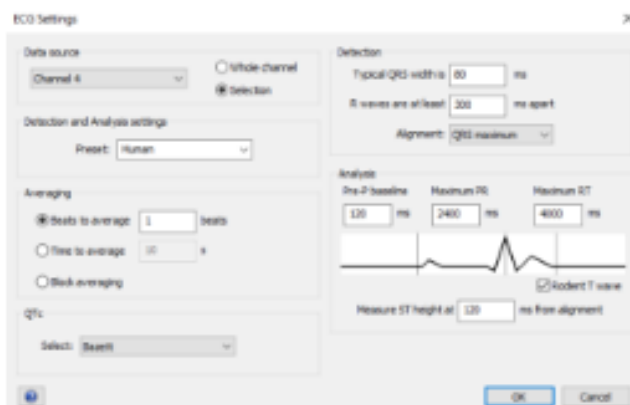 ECG Settings
Data source
Channel 4
Whole channel
Selection
Detection and Analysis settings
Preset: Human
Averaging
Beats to average 1 beats
Time to average 10 s
Block averaging
QTc
Select: Bazett
Detection
Typical QRS width is 80 ms
R waves are at least 300 ms apart
Alignment: QRS maximum
Analysis
Pre-P baseline Maximum PR Maximum RT
120 ms 2400 ms 4000 ms
Rodent T wave
Measure ST height at 120 ms from alignment
OK Cancel